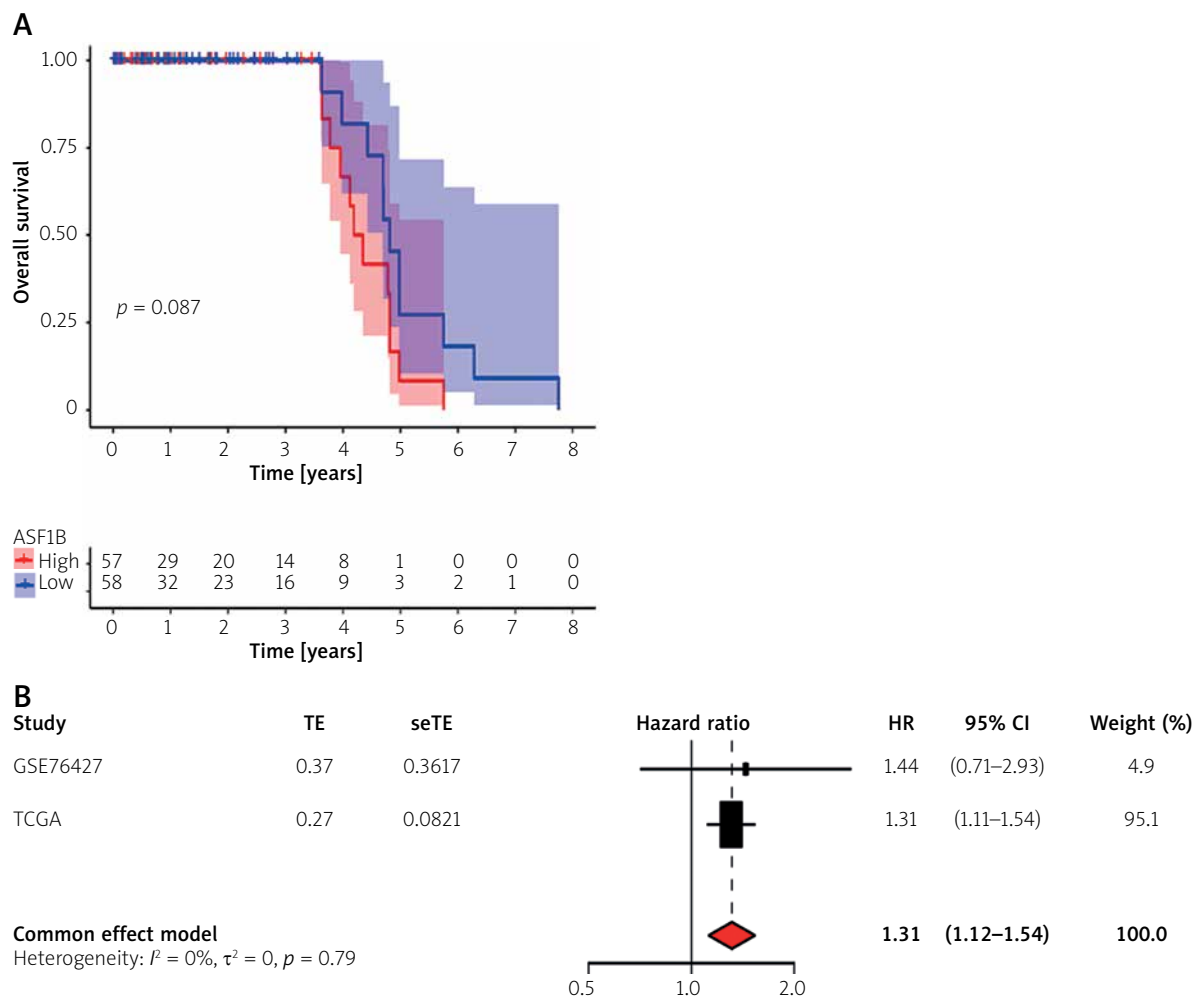 A
1.00
0.75
0.50
0.25
0
Overall survival
p = 0.087
0 1 2 3 4 5 6 7 8
Time [years]
ASF1B
High 57 29 20 14 8 1 0 0 0
Low 58 32 23 16 9 3 2 1 0
0 1 2 3 4 5 6 7 8
Time [years]
B
Study TE seTE Hazard ratio HR 95% CI Weight (%)
GSE76427 0.37 0.3617 1.44 (0.71–2.93) 4.9
TCGA 0.27 0.0821 1.31 (1.11–1.54) 95.1
Common effect model 1.31 (1.12–1.54) 100.0
Heterogeneity: I² = 0%, τ² = 0, p = 0.79
0.5 1.0 2.0